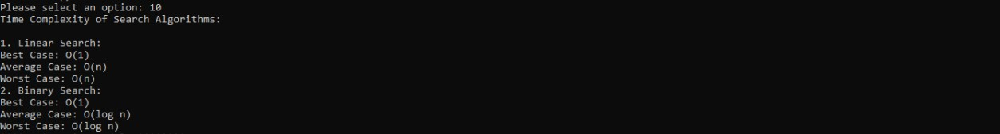 Please select an option: 10
Time Complexity of Search Algorithms:
1. Linear Search:
Best Case: O(1)
Average Case: O(n)
Worst Case: O(n)
2. Binary Search:
Best Case: O(1)
Average Case: O(log n)
Worst Case: O(log n)